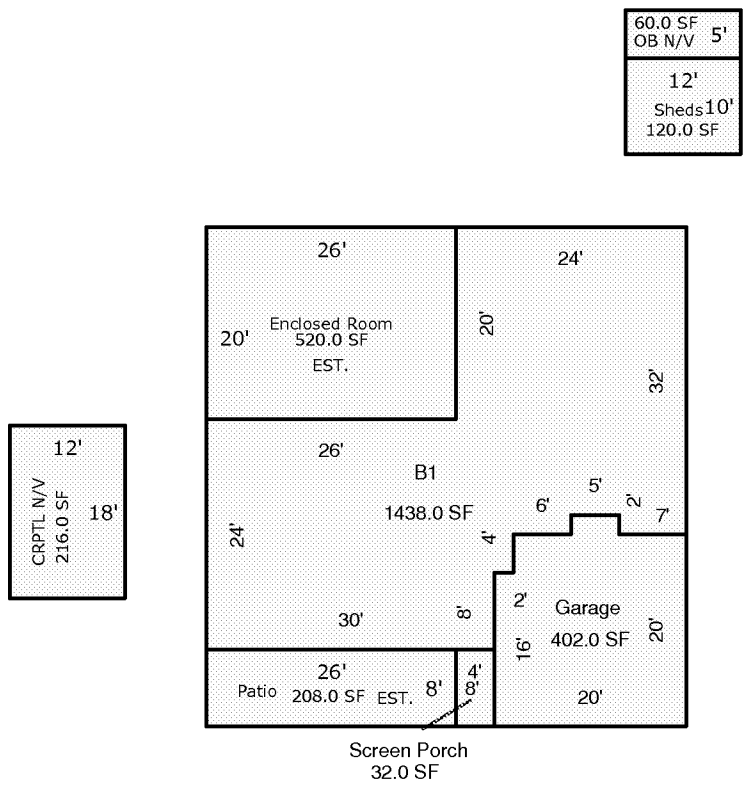 60.0 SF
OB N/V 5'
12'
Sheds 10'
120.0 SF
26'
20'
Enclosed Room
520.0 SF
EST.
24'
20'
32'
12'
CRPTL N/V
216.0 SF
18'
26'
B1
1438.0 SF
24'
30'
4'
8'
6'
5'
2'
7'
2'
Garage
402.0 SF
16'
20'
20'
26'
Patio 208.0 SF EST.
8'
4'
8'
Screen Porch
32.0 SF